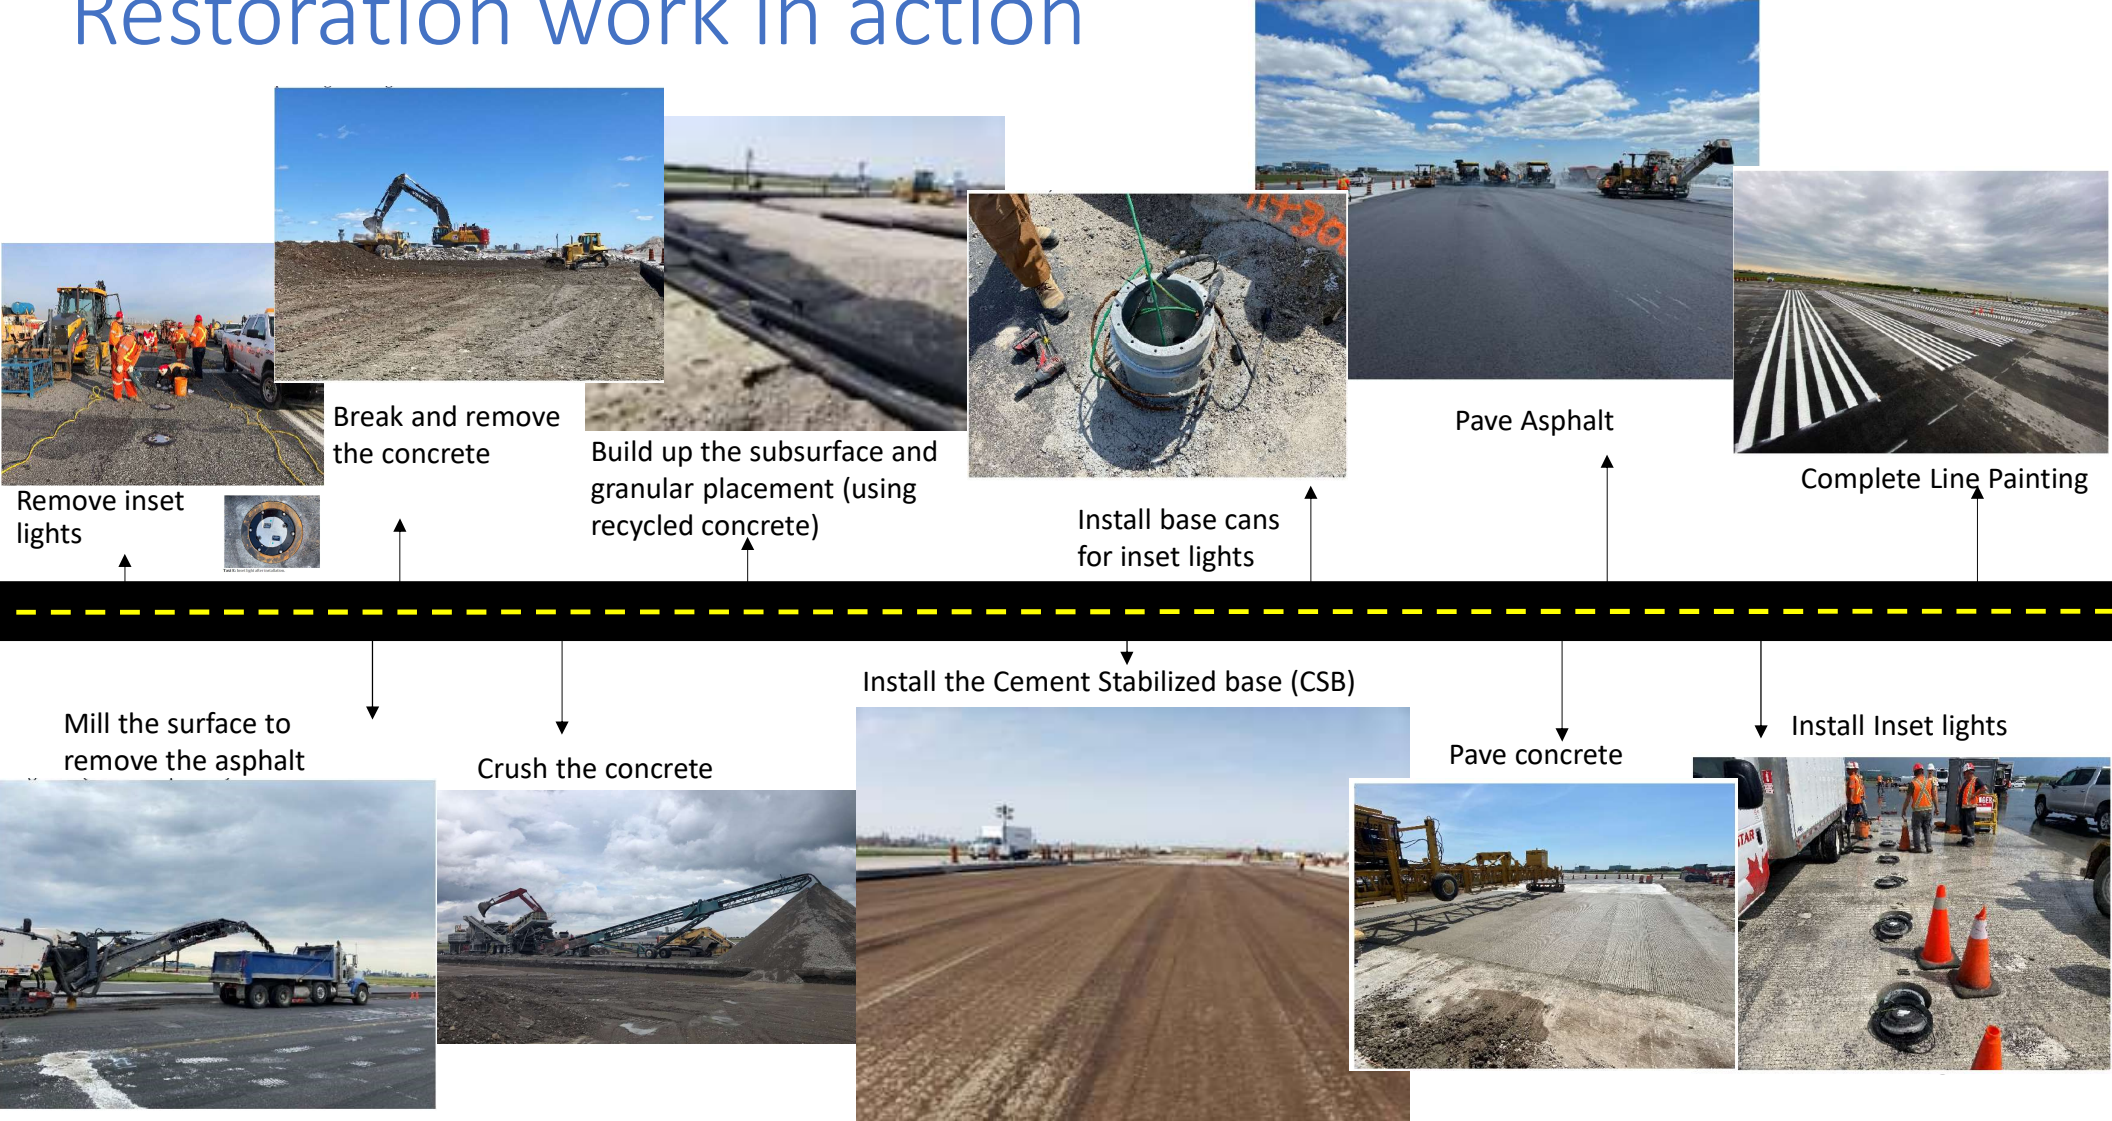 Restoration work in action
Break and remove
the concrete
Build up the subsurface and
granular placement (using
recycled concrete)
Remove inset
lights
Install base cans
for inset lights
Pave Asphalt
Complete Line Painting
Install the Cement Stabilized base (CSB)
Mill the surface to
remove the asphalt
Crush the concrete
Pave concrete
Install Inset lights